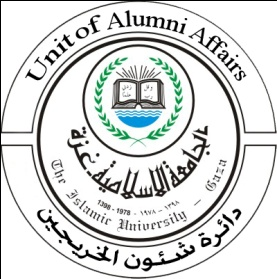 Unit of Alumni Affairs
الجامعة الإسلامية غزة
1398 - 1978 - ١٩٧٨ - ١٣٩٨
The Islamic University - Gaza
دائرة شئون الخريجين